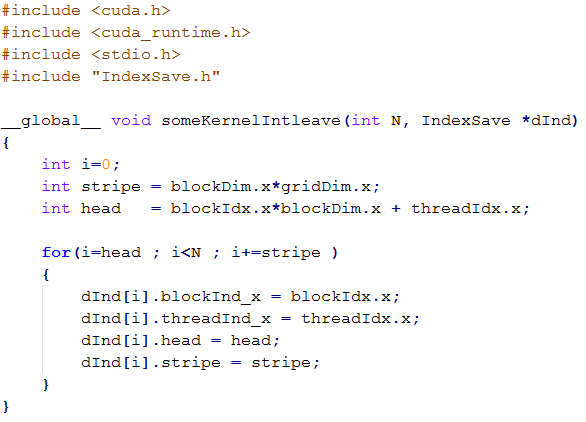 #include <cuda.h>
#include <cuda_runtime.h>
#include <stdio.h>
#include "IndexSave.h"

__global__ void someKernelIntleave(int N, IndexSave *dInd)
{
    int i=0;
    int stripe = blockDim.x*gridDim.x;
    int head   = blockIdx.x*blockDim.x + threadIdx.x;

    for(i=head ; i<N ; i+=stripe )
    {
        dInd[i].blockInd_x = blockIdx.x;
        dInd[i].threadInd_x = threadIdx.x;
        dInd[i].head = head;
        dInd[i].stripe = stripe;
    }
}